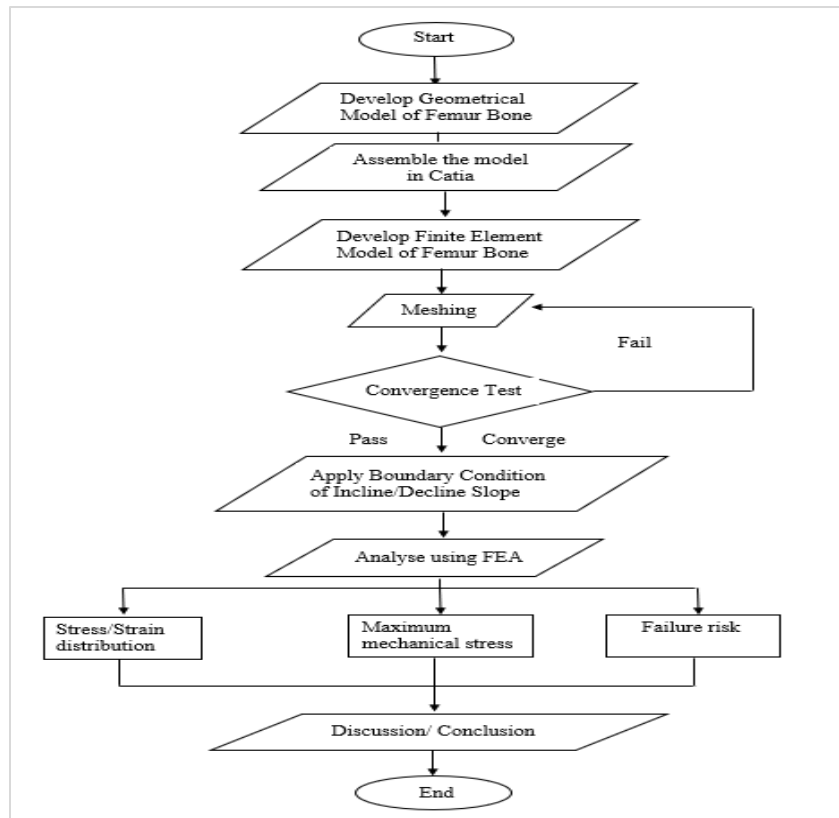 Start
Develop Geometrical
Model of Femur Bone
Assemble the model
in Catia
Develop Finite Element
Model of Femur Bone
Meshing
Fail
Convergence Test
Pass Converge
Apply Boundary Condition
of Incline/Decline Slope
Analyse using FEA
Stress/Strain
distribution
Maximum
mechanical stress
Failure risk
Discussion/ Conclusion
End